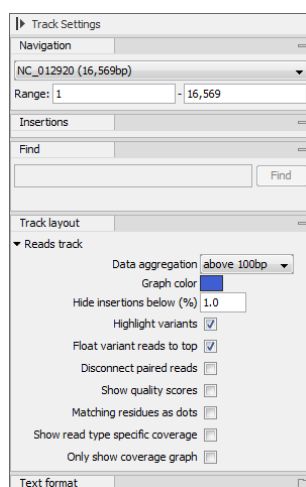 Track Settings
Navigation
NC_012920 (16,569bp)
Range: 1 - 16,569
Insertions
Find
Find
Track layout
Reads track
Data aggregation above 100bp
Graph color
Hide insertions below (%) 1.0
Highlight variants
Float variant reads to top
Disconnect paired reads
Show quality scores
Matching residues as dots
Show read type specific coverage
Only show coverage graph
Text format